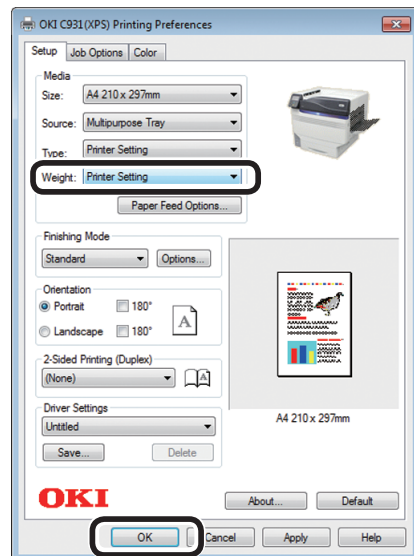 OKI C931(XPS) Printing Preferences
Setup Job Options Color
Media
Size: A4 210 x 297mm
Source: Multipurpose Tray
Type: Printer Setting
Weight: Printer Setting
Paper Feed Options...
Finishing Mode
Standard Options...
Orientation
Portrait 180°
Landscape 180°
A
2-Sided Printing (Duplex)
(None)
A
Driver Settings
Untitled
Save... Delete
A4 210 x 297mm
OKI
About... Default
OK Cancel Apply Help